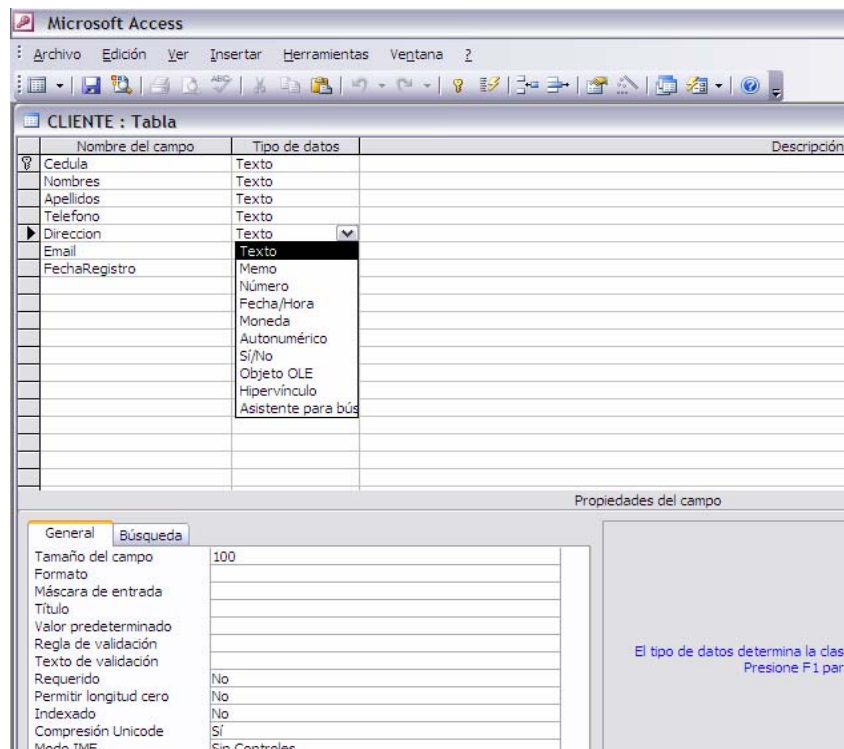 Microsoft Access
Archivo Edición Ver Insertar Herramientas Ventana ?
CLIENTE : Tabla
Nombre del campo Tipo de datos Descripción
Cedula Texto
Nombres Texto
Apellidos Texto
Telefono Texto
Direccion Texto
Email Texto
FechaRegistro Memo
Número
Fecha/Hora
Moneda
Autonumérico
Sí/No
Objeto OLE
Hipervínculo
Asistente para bús
Propiedades del campo
General Búsqueda
Tamaño del campo 100
Formato
Máscara de entrada
Título
Valor predeterminado
Regla de validación
Texto de validación
Requerido No
Permitir longitud cero No
Indexado No
Compresión Unicode Sí
Modo IME Sin Controles
El tipo de datos determina la clas
Presione F1 par